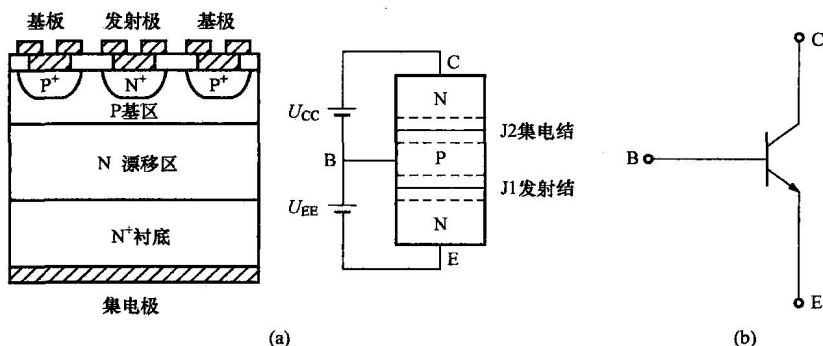 基板 发射极 基极
P+ N+ P+
P基区
N 漂移区
N+衬底
集电极
C
UCC
N
J2集电结
B
P
J1发射结
UEE
N
E
(a)
C
B
E
(b)